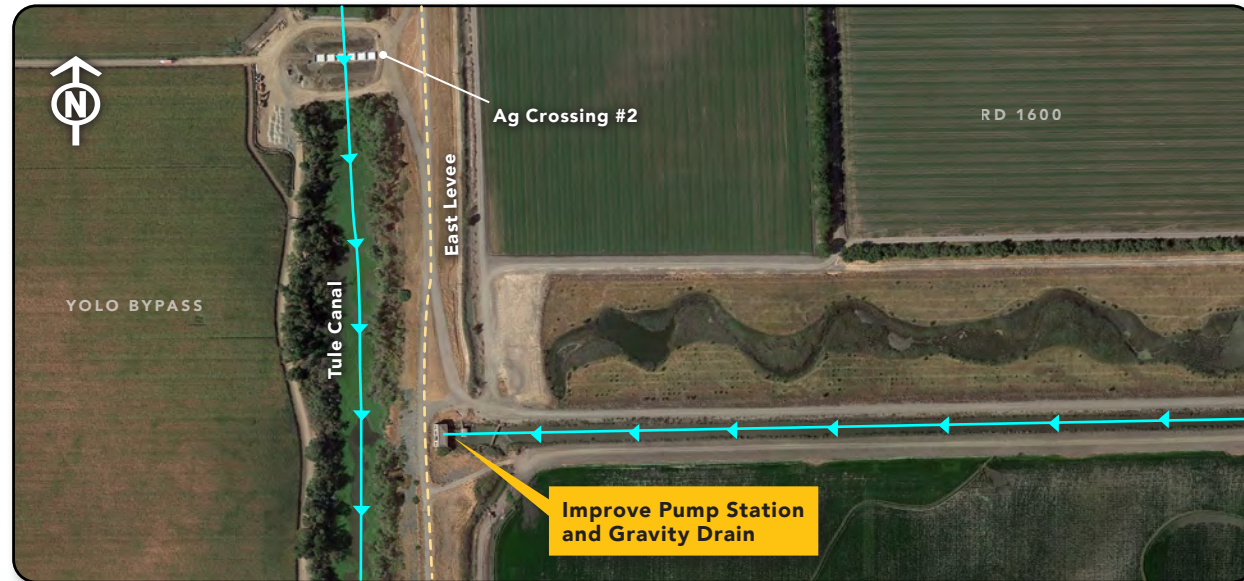 N
Ag Crossing #2
RD 1600
East Levee
YOLO BYPASS
Tule Canal
Improve Pump Station
and Gravity Drain